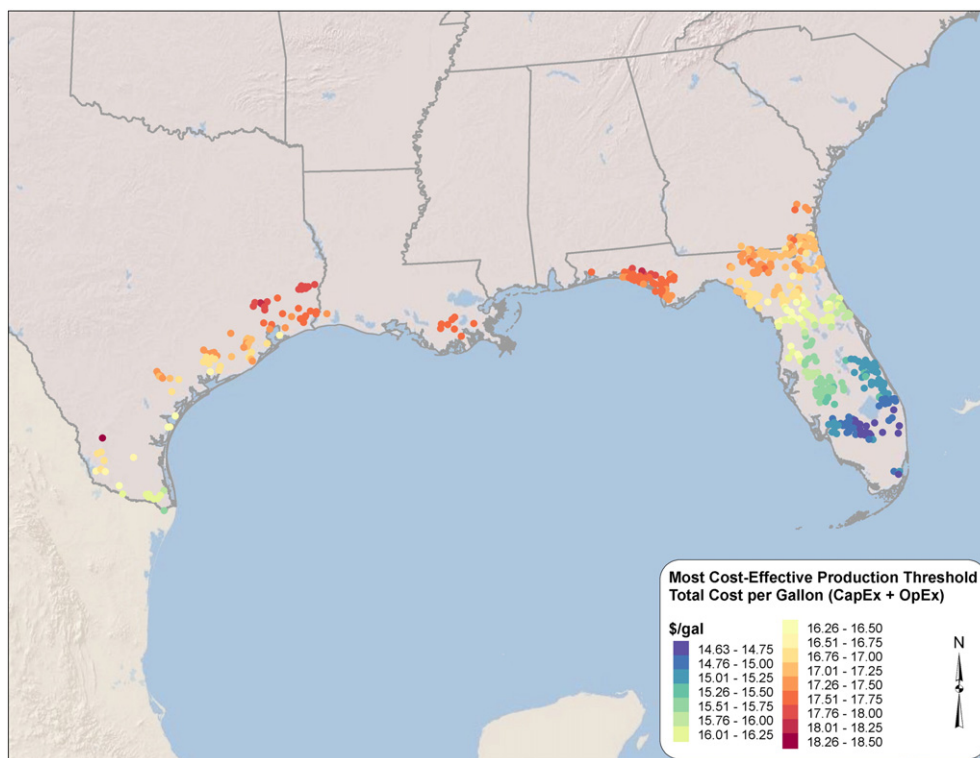 Most Cost-Effective Production Threshold
Total Cost per Gallon (CapEx + OpEx)
$/gal
14.63 - 14.75
14.76 - 15.00
15.01 - 15.25
15.26 - 15.50
15.51 - 15.75
15.76 - 16.00
16.01 - 16.25
16.26 - 16.50
16.51 - 16.75
16.76 - 17.00
17.01 - 17.25
17.26 - 17.50
17.51 - 17.75
17.76 - 18.00
18.01 - 18.25
18.26 - 18.50
N